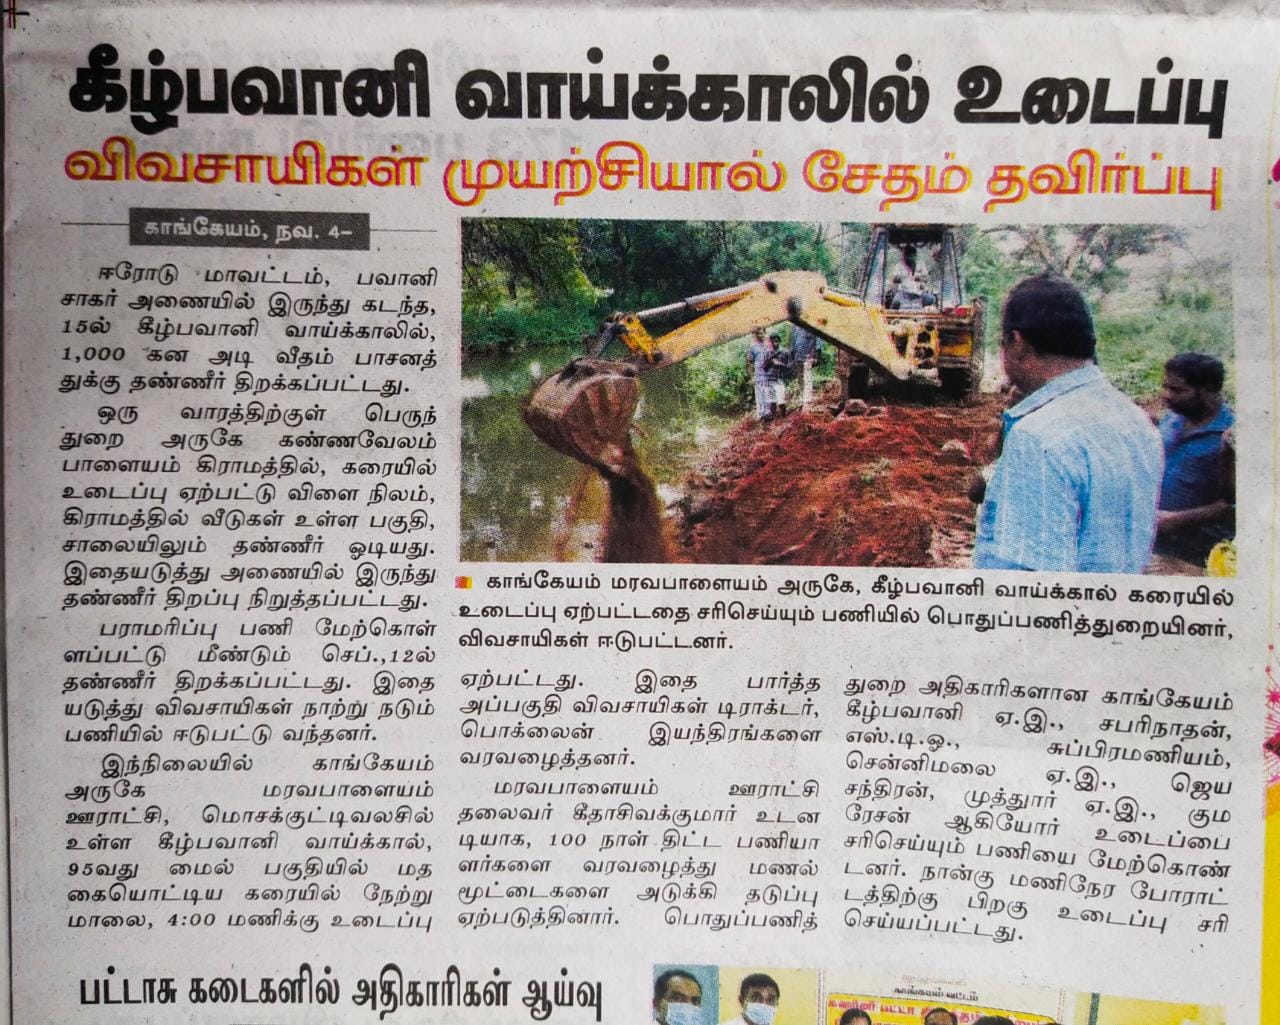 கீழ்பவானி வாய்க்காலில் உடைப்பு
விவசாயிகள் முயற்சியால் சேதம் தவிர்ப்பு
காங்கேயம், நவ. 4–
ஈரோடு மாவட்டம், பவானி
சாகர் அணையில் இருந்து கடந்த,
15ல் கீழ்பவானி வாய்க்காலில்,
1,000 கன அடி வீதம் பாசனத்
துக்கு தண்ணீர் திறக்கப்பட்டது.
ஒரு வாரத்திற்குள் பெருந்
துறை அருகே கண்ணவேலம்
பாளையம் கிராமத்தில், கரையில்
உடைப்பு ஏற்பட்டு விளை நிலம்,
கிராமத்தில் வீடுகள் உள்ள பகுதி,
சாலையிலும் தண்ணீர் ஓடியது.
இதையடுத்து அணையில் இருந்து
தண்ணீர் திறப்பு நிறுத்தப்பட்டது.
பராமரிப்பு பணி மேற்கொள்
ளப்பட்டு மீண்டும் செப்.,12ல்
தண்ணீர் திறக்கப்பட்டது. இதை
யடுத்து விவசாயிகள் நாற்று நடும்
பணியில் ஈடுபட்டு வந்தனர்.
இந்நிலையில் காங்கேயம்
அருகே மரவபாளையம்
ஊராட்சி, மொசக்குட்டிவலசில்
உள்ள கீழ்பவானி வாய்க்கால்,
95வது மைல் பகுதியில் மத
கையொட்டிய கரையில் நேற்று
மாலை, 4:00 மணிக்கு உடைப்பு
காங்கேயம் மரவபாளையம் அருகே, கீழ்பவானி வாய்க்கால் கரையில்
உடைப்பு ஏற்பட்டதை சரிசெய்யும் பணியில் பொதுப்பணித்துறையினர்,
விவசாயிகள் ஈடுபட்டனர்.
ஏற்பட்டது. இதை பார்த்த
அப்பகுதி விவசாயிகள் டிராக்டர்,
பொக்லைன் இயந்திரங்களை
வரவழைத்தனர்.
மரவபாளையம் ஊராட்சி
தலைவர் கீதாசிவக்குமார் உடன
டியாக, 100 நாள் திட்ட பணியா
ளர்களை வரவழைத்து மணல்
மூட்டைகளை அடுக்கி தடுப்பு
ஏற்படுத்தினார். பொதுப்பணித்
துறை அதிகாரிகளான காங்கேயம்
கீழ்பவானி ஏ.இ., சபரிநாதன்,
எஸ்.டி.ஓ., சுப்பிரமணியம்,
சென்னிமலை ஏ.இ., ஜெய
சந்திரன், முத்தூர் ஏ.இ., கும
ரேசன் ஆகியோர் உடைப்பை
சரிசெய்யும் பணியை மேற்கொண்
டனர். நான்கு மணிநேர போராட்
டத்திற்கு பிறகு உடைப்பு சரி
செய்யப்பட்டது.
பட்டாசு கடைகளில் அதிகாரிகள் ஆய்வு
காங்கேயம் வட்டம்